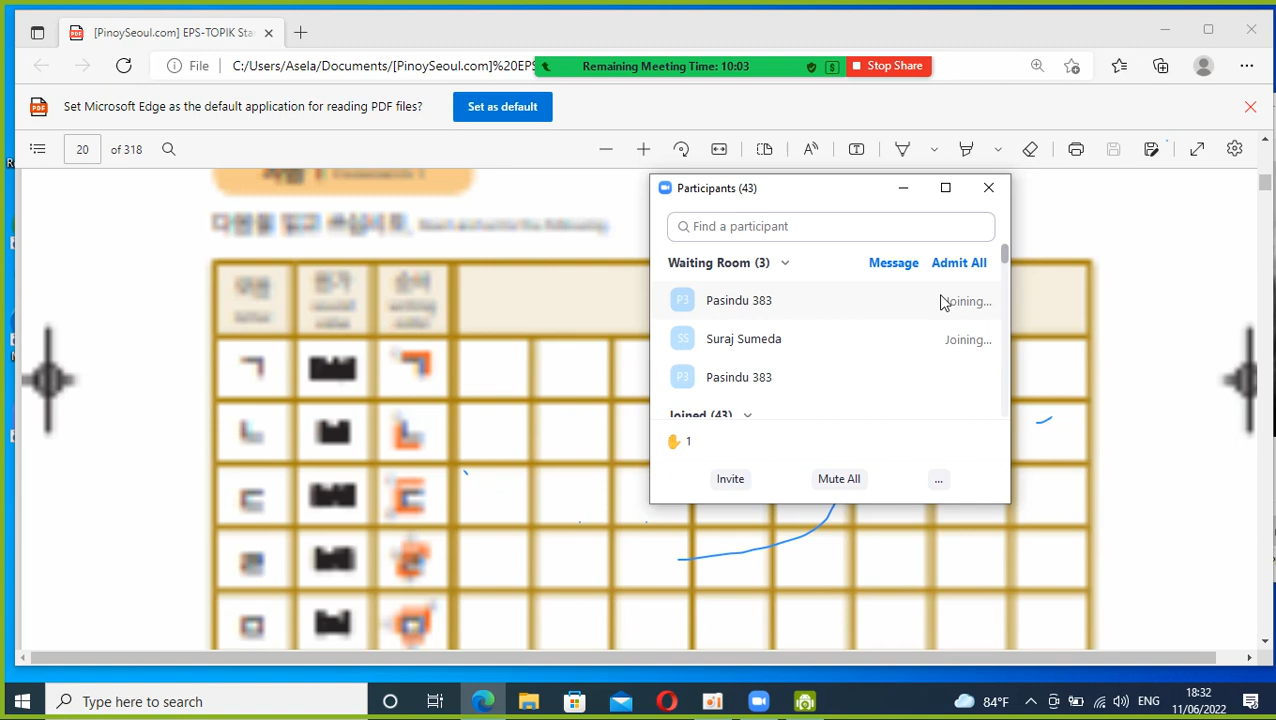 [PinoySeoul.com] EPS-TOPIK Sta
File
C:/Users/Asela/Documents/[PinoySeoul.com]%20EPS
Remaining Meeting Time: 10:03
$
Stop Share
Set Microsoft Edge as the default application for reading PDF files?
Set as default
20 of 318
Participants (43)
Find a participant
Waiting Room (3)
Message
Admit All
P3 Pasindu 383
Joining...
SS Suraj Sumeda
Joining...
P3 Pasindu 383
Joined (43)
1
Invite
Mute All
...
ㄱ
ㄴ
ㄷ
ㄹ
ㅁ
Type here to search
84°F
ENG
18:32
11/06/2022